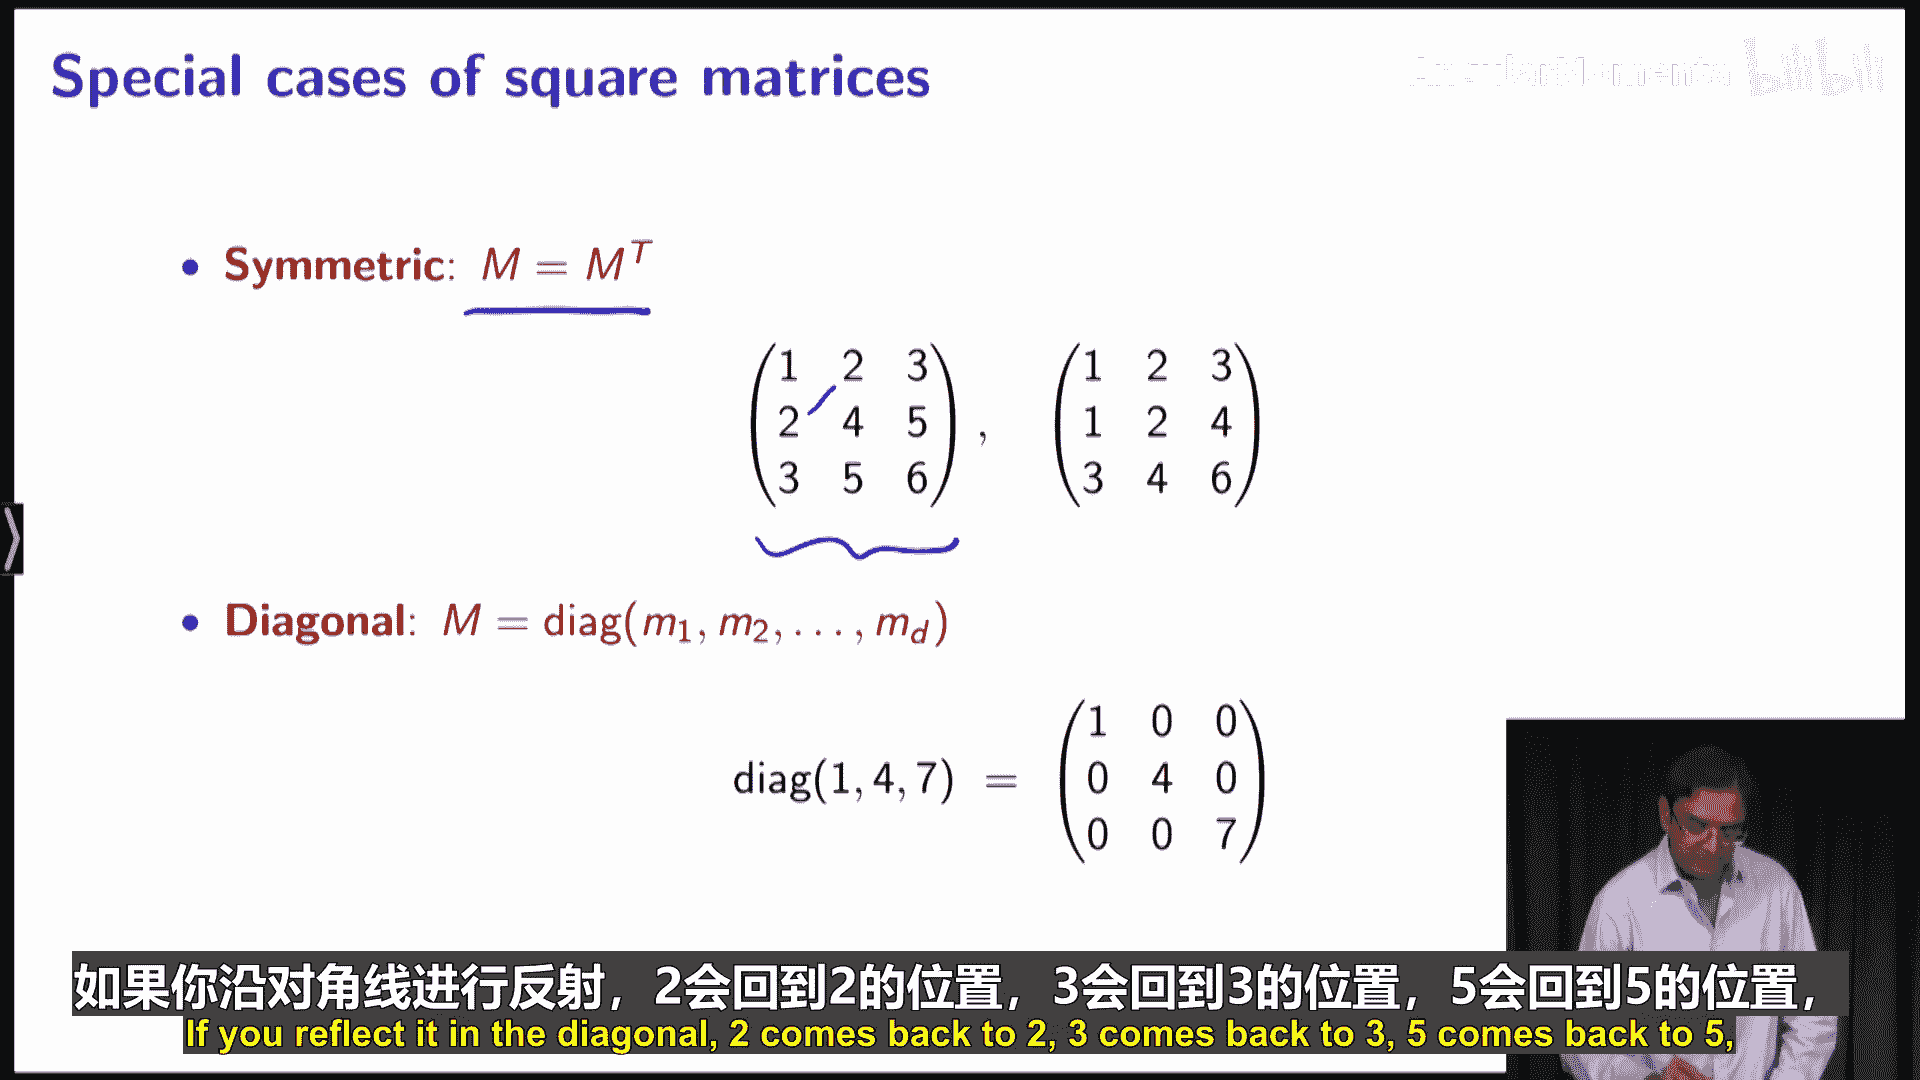 Special cases of square matrices
bilibili
• Symmetric: M = Mᵀ
1 2 3
2 4 5
3 5 6
,
1 2 3
1 2 4
3 4 6
• Diagonal: M = diag(m₁, m₂, . . . , m_d)
diag(1, 4, 7) =
1 0 0
0 4 0
0 0 7
如果你沿对角线进行反射，2会回到2的位置，3会回到3的位置，5会回到5的位置，
If you reflect it in the diagonal, 2 comes back to 2, 3 comes back to 3, 5 comes back to 5,